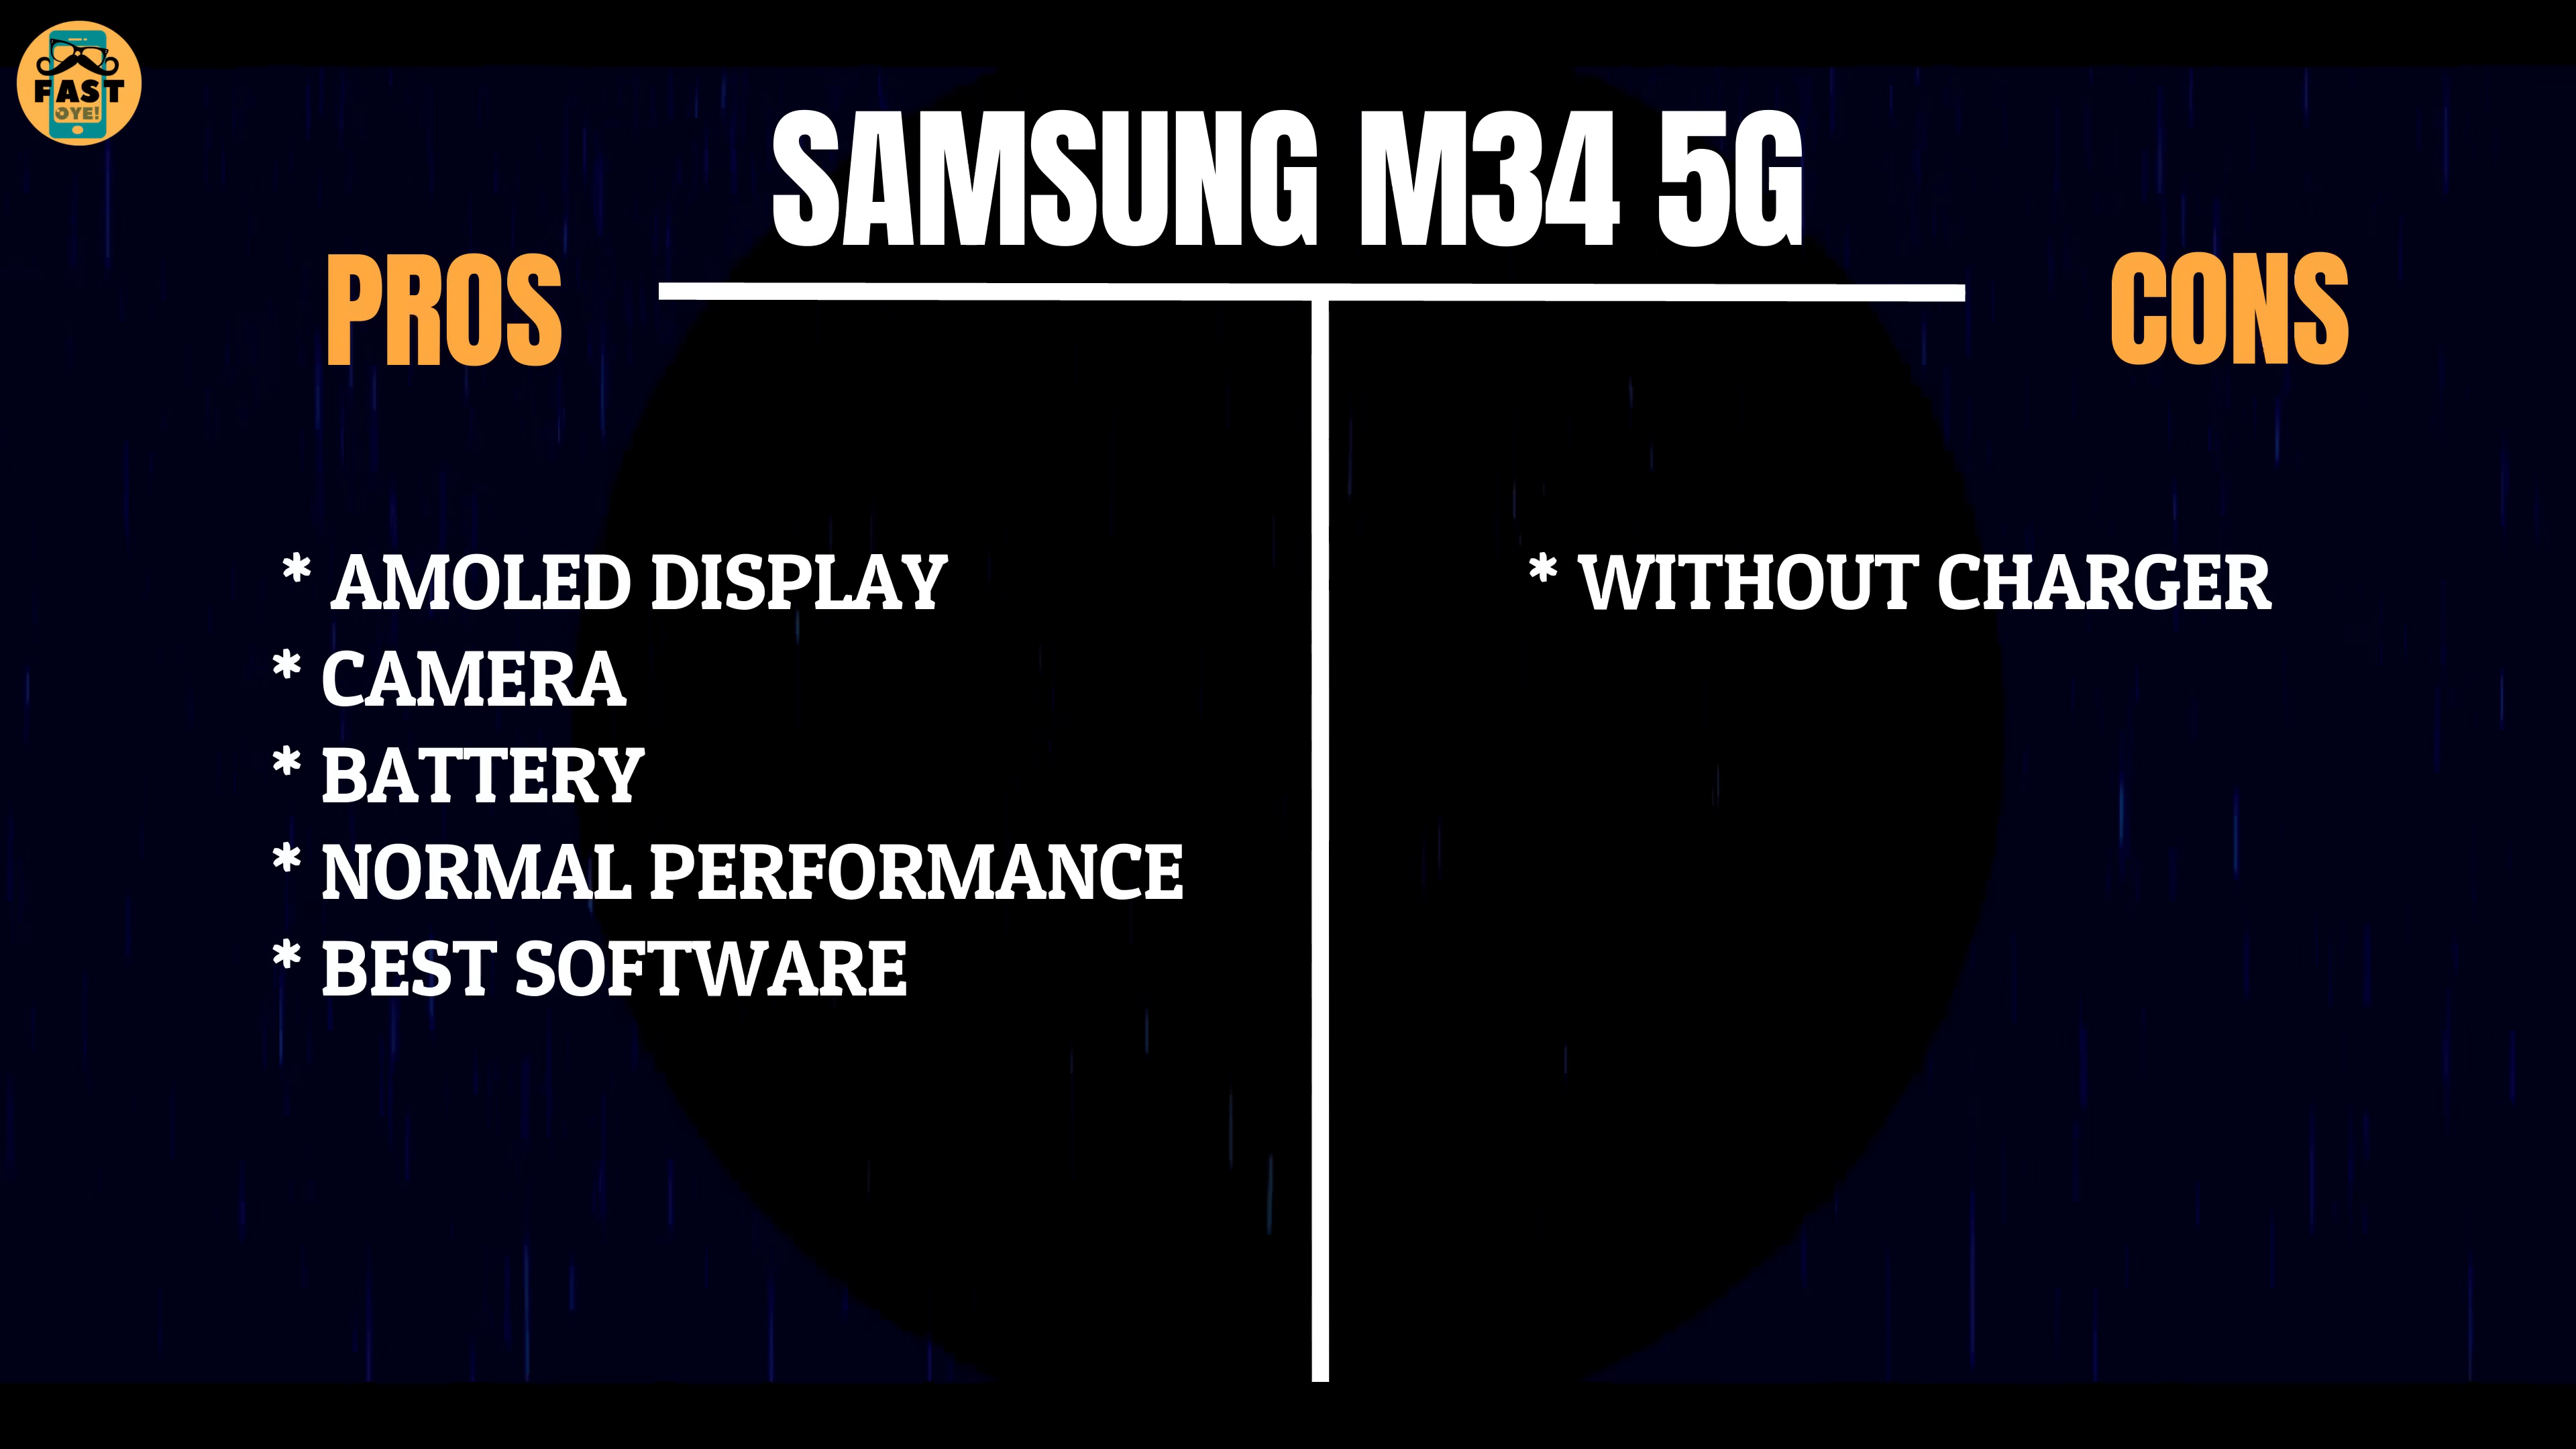 FAST
OYE!
SAMSUNG M34 5G
PROS
CONS
* AMOLED DISPLAY
* CAMERA
* BATTERY
* NORMAL PERFORMANCE
* BEST SOFTWARE
* WITHOUT CHARGER